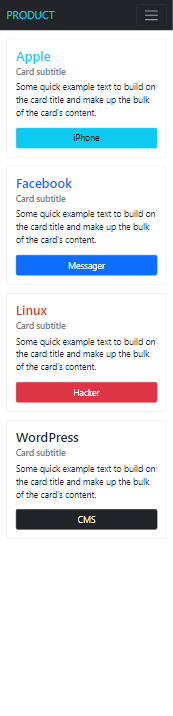 PRODUCT
Apple
Card subtitle
Some quick example text to build on
the card title and make up the bulk
of the card's content.
iPhone
Facebook
Card subtitle
Some quick example text to build on
the card title and make up the bulk
of the card's content.
Messager
Linux
Card subtitle
Some quick example text to build on
the card title and make up the bulk
of the card's content.
Hacker
WordPress
Card subtitle
Some quick example text to build on
the card title and make up the bulk
of the card's content.
CMS